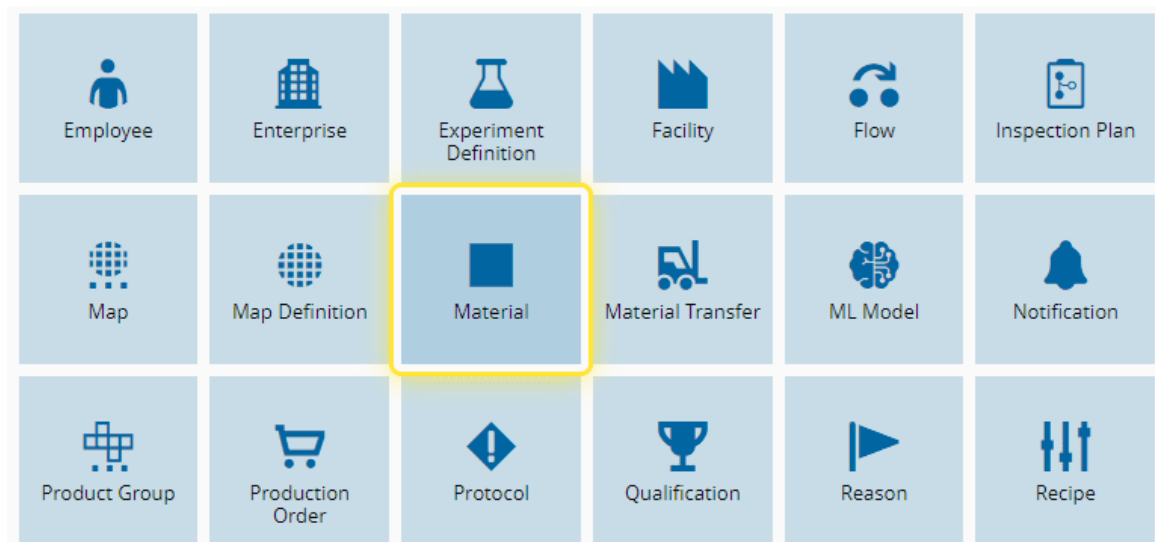 Employee
Enterprise
Experiment
Definition
Facility
Flow
Inspection Plan
Map
Map Definition
Material
Material Transfer
ML Model
Notification
Product Group
Production
Order
Protocol
Qualification
Reason
Recipe